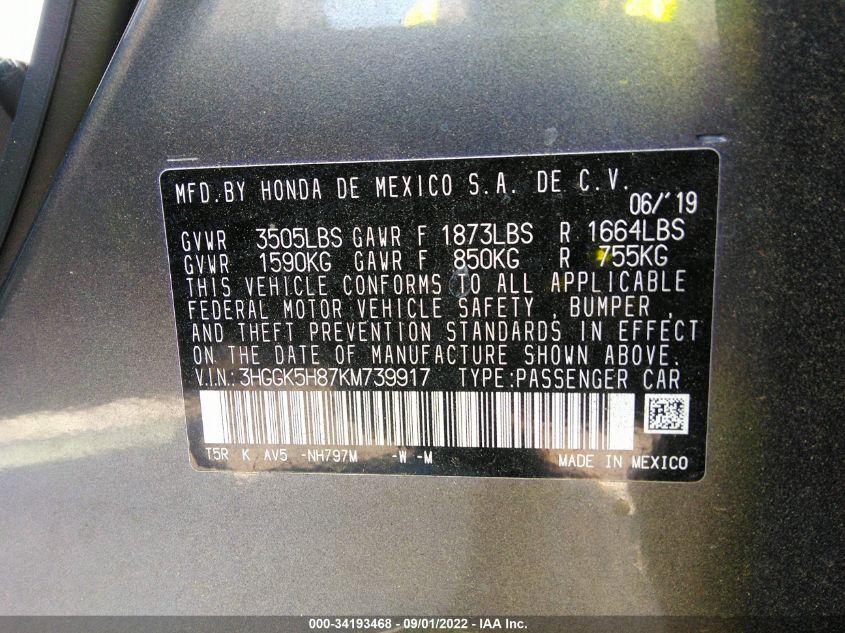 MFD. BY HONDA DE MEXICO S.A. DE C.V.
06/'19
GVWR 3505LBS GAWR F 1873LBS R 1664LBS
GVWR 1590KG GAWR F 850KG R 755KG
THIS VEHICLE CONFORMS TO ALL APPLICABLE
FEDERAL MOTOR VEHICLE SAFETY , BUMPER ,
AND THEFT PREVENTION STANDARDS IN EFFECT
ON THE DATE OF MANUFACTURE SHOWN ABOVE.
V.I.N.:3HGGK5H87KM739917 TYPE:PASSENGER CAR
T5R K AV5 -NH797M -W -M MADE IN MEXICO
000-34193468 - 09/01/2022 - IAA Inc.